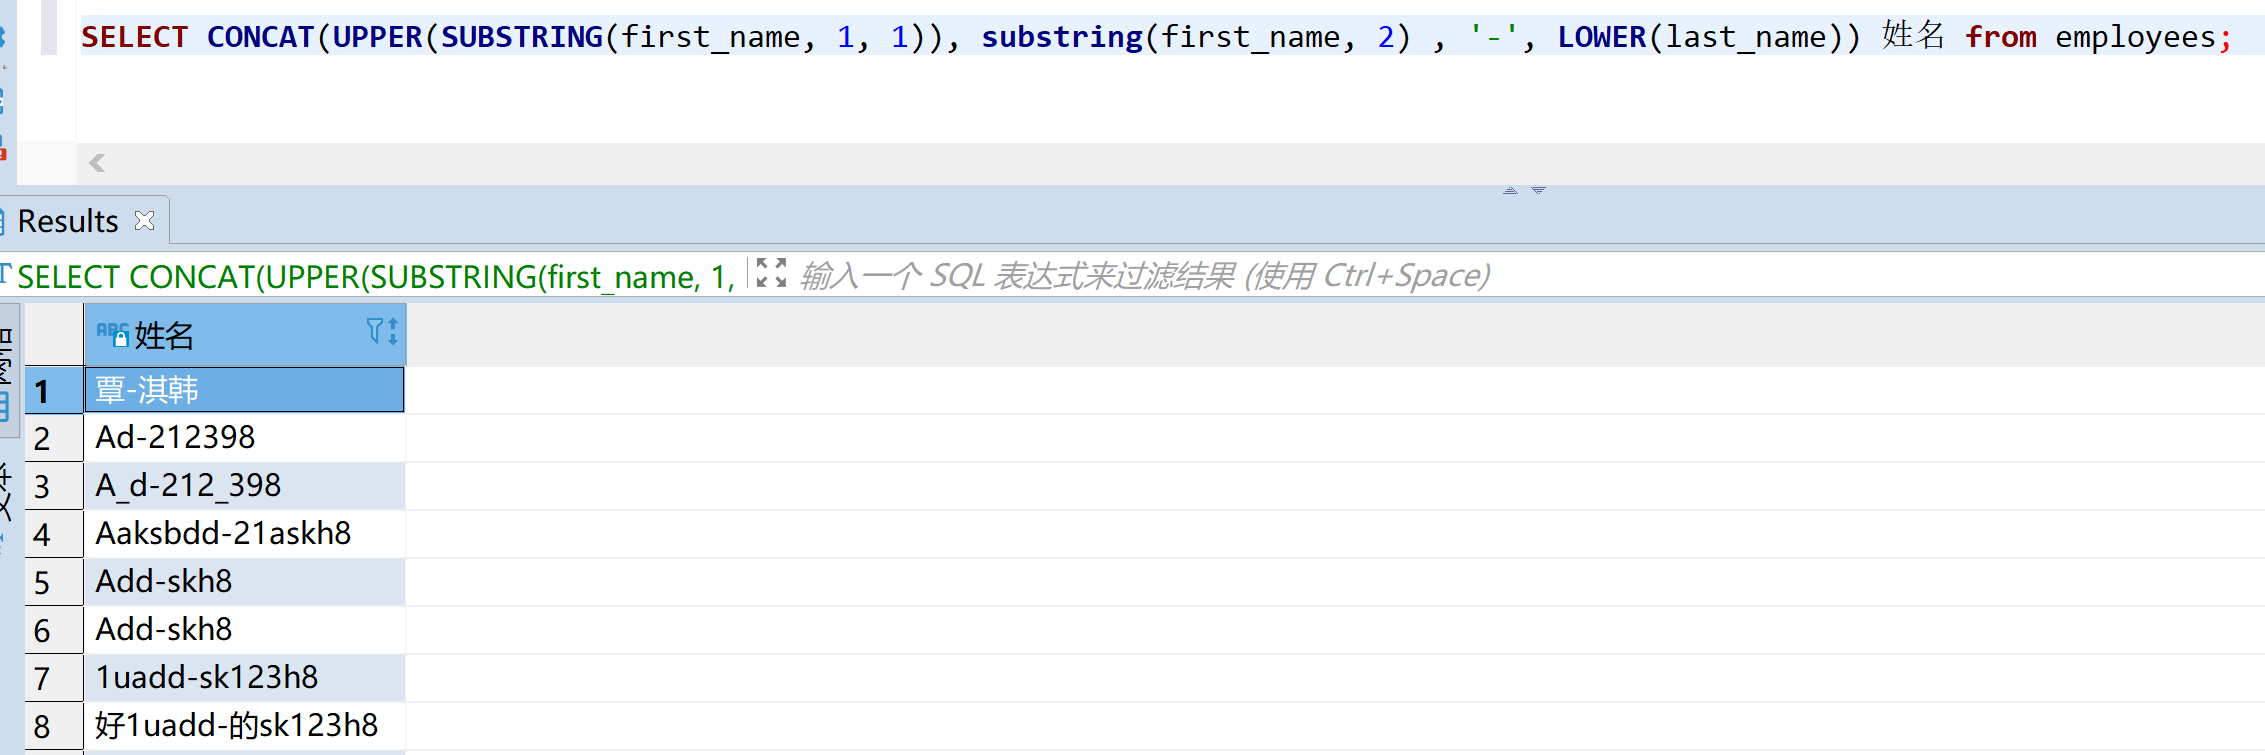 SELECT CONCAT(UPPER(SUBSTRING(first_name, 1, 1)), substring(first_name, 2) , '-', LOWER(last_name)) 姓名 from employees;
Results
SELECT CONCAT(UPPER(SUBSTRING(first_name, 1, 输入一个 SQL 表达式来过滤结果 (使用 Ctrl+Space)
ABC 姓名
1 覃-淇韩
2 Ad-212398
3 A_d-212_398
4 Aaksbdd-21askh8
5 Add-skh8
6 Add-skh8
7 1uadd-sk123h8
8 好1uadd-的sk123h8